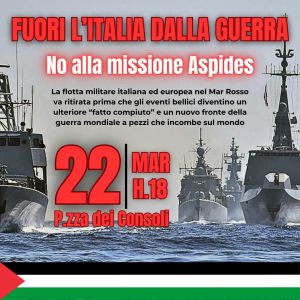 FUORI L'ITALIA DALLA GUERRA
No alla missione Aspides
La flotta militare italiana ed europea nel Mar Rosso
va ritirata prima che gli eventi bellici diventino un
ulteriore "fatto compiuto" e un nuovo fronte della
guerra mondiale a pezzi che incombe sul mondo
22 MAR
H.18
P.zza dei Consoli